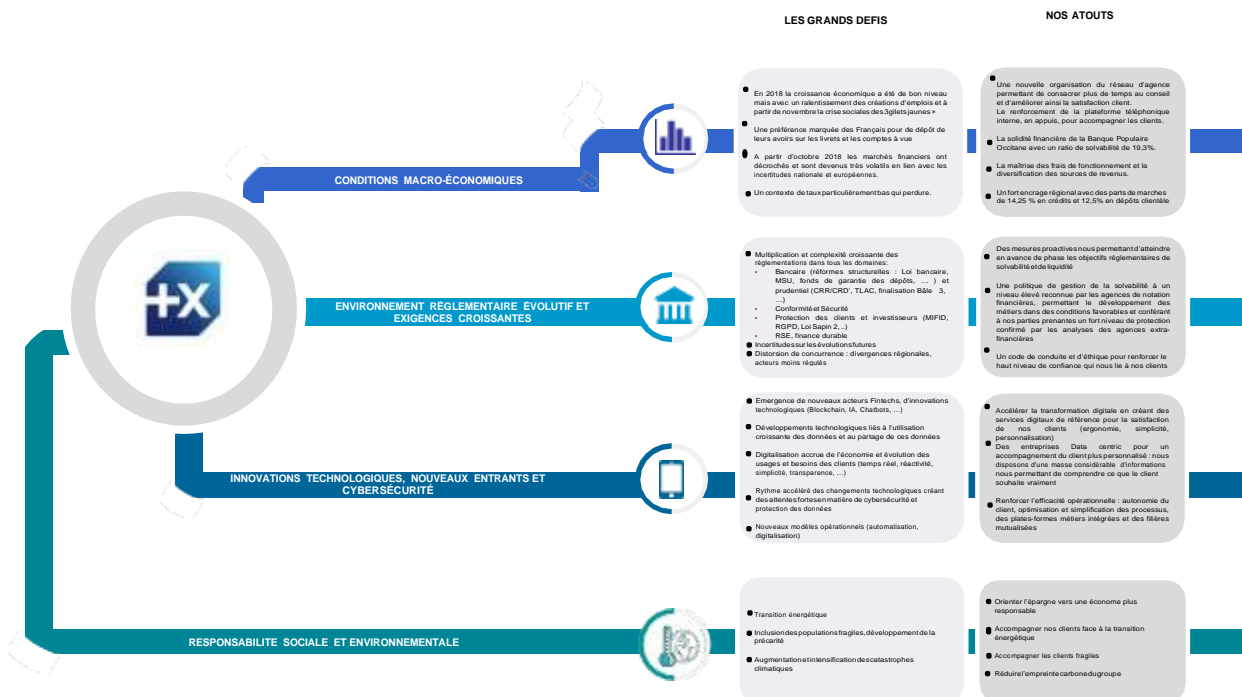 LES GRANDS DEFIS
NOS ATOUTS
CONDITIONS MACRO-ÉCONOMIQUES
En 2018 la croissance économique a été de bon niveau
mais avec un ralentissement des créations d'emplois et à
partir de novembre la crise sociales des 3gilets jaunes »
Une préférence marquée des Français pour de dépôt de
leurs avoirs sur les livrets et les comptes à vue
A partir d'octobre 2018 les marchés financiers ont
décrochés et sont devenus très volatils en lien avec les
incertitudes nationale et européennes.
Un contexte de taux particulièrement bas qui perdure.
Une nouvelle organisation du réseau d'agence
permettant de consacrer plus de temps au conseil
et d'améliorer ainsi la satisfaction client.
Le renforcement de la plateforme téléphonique
interne, en appuis, pour accompagner les clients.
La solidité financière de la Banque Populaire
Occitane avec un ratio de solvabilité de 19,3%.
La maîtrise des frais de fonctionnement et la
diversification des sources de revenus.
Un fort encrage régional avec des parts de marches
de 14,25 % en crédits et 12,5% en dépôts clientèle
+X
ENVIRONNEMENT RÉGLEMENTAIRE ÉVOLUTIF ET
EXIGENCES CROISSANTES
Multiplication et complexité croissante des
réglementations dans tous les domaines:
- Bancaire (réformes structurelles : Loi bancaire,
MSU, fonds de garantie des dépôts, ... ) et
prudentiel (CRR/CRD', TLAC, finalisation Bâle 3,
...)
- Conformité et Sécurité
- Protection des clients et investisseurs (MIFID,
RGPD, Loi Sapin 2,..)
- RSE, finance durable
Incertitudes sur les évolutions futures
Distorsion de concurrence : divergences régionales,
acteurs moins régulés
Des mesures proactives nous permettant d'atteindre
en avance de phase les objectifs réglementaires de
solvabilité et de liquidité
Une politique de gestion de la solvabilité à un
niveau élevé reconnue par les agences de notation
financières, permettant le développement des
métiers dans des conditions favorables et conférant
à nos parties prenantes un fort niveau de protection
confirmé par les analyses des agences extra-
financières
Un code de conduite et d'éthique pour renforcer le
haut niveau de confiance qui nous lie à nos clients
INNOVATIONS TECHNOLOGIQUES, NOUVEAUX ENTRANTS ET
CYBERSÉCURITÉ
Emergence de nouveaux acteurs Fintechs, d'innovations
technologiques (Blockchain, IA, Chatbots, ...)
Développements technologiques liés à l'utilisation
croissante des données et au partage de ces données
Digitalisation accrue de l'économie et évolution des
usages et besoins des clients (temps réel, réactivité,
simplicité, transparence, ...)
Rythme accéléré des changements technologiques créant
des attentes fortes en matière de cybersécurité et
protection des données
Nouveaux modèles opérationnels (automatisation,
digitalisation)
Accélérer la transformation digitale en créant des
services digitaux de référence pour la satisfaction
de nos clients (ergonomie, simplicité,
personnalisation)
Des entreprises Data centric pour un
accompagnement du client plus personnalisé : nous
disposons d'une masse considérable d'informations
nous permettant de comprendre ce que le client
souhaite vraiment
Renforcer l'efficacité opérationnelle : autonomie du
client, optimisation et simplification des processus,
des plates-formes métiers intégrées et des filières
mutualisées
RESPONSABILITE SOCIALE ET ENVIRONNEMENTALE
Transition énergétique
Inclusion des populations fragiles, développement de la
précarité
Augmentation et intensification des catastrophes
climatiques
Orienter l'épargne vers une économe plus
responsable
Accompagner nos clients face à la transition
énergétique
Accompagner les clients fragiles
Réduire l'empreinte carbone du groupe